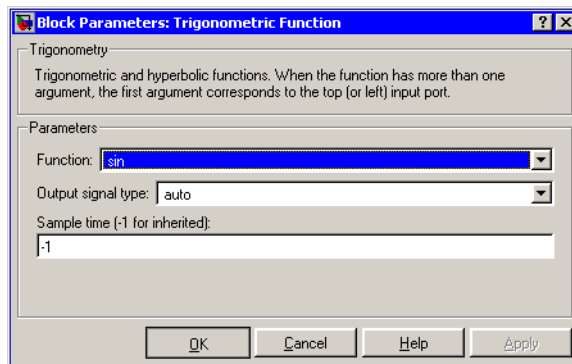 Block Parameters: Trigonometric Function
Trigonometry
Trigonometric and hyperbolic functions. When the function has more than one
argument, the first argument corresponds to the top (or left) input port.
Parameters
Function: sin
Output signal type: auto
Sample time (-1 for inherited):
-1
OK Cancel Help Apply